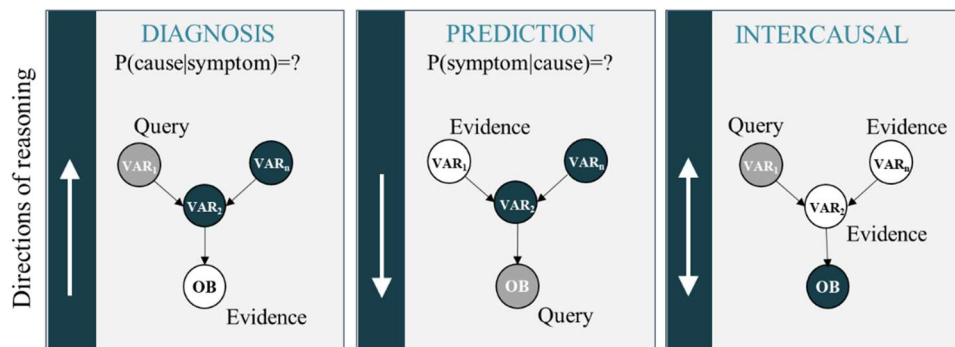 Directions of reasoning
DIAGNOSIS
P(cause|symptom)=?
Query
VAR₁
VARₙ
VAR₂
OB
Evidence
PREDICTION
P(symptom|cause)=?
Evidence
VAR₁
VARₙ
VAR₂
OB
Query
INTERCAUSAL
Query
Evidence
VAR₁
VARₙ
VAR₂
Evidence
OB